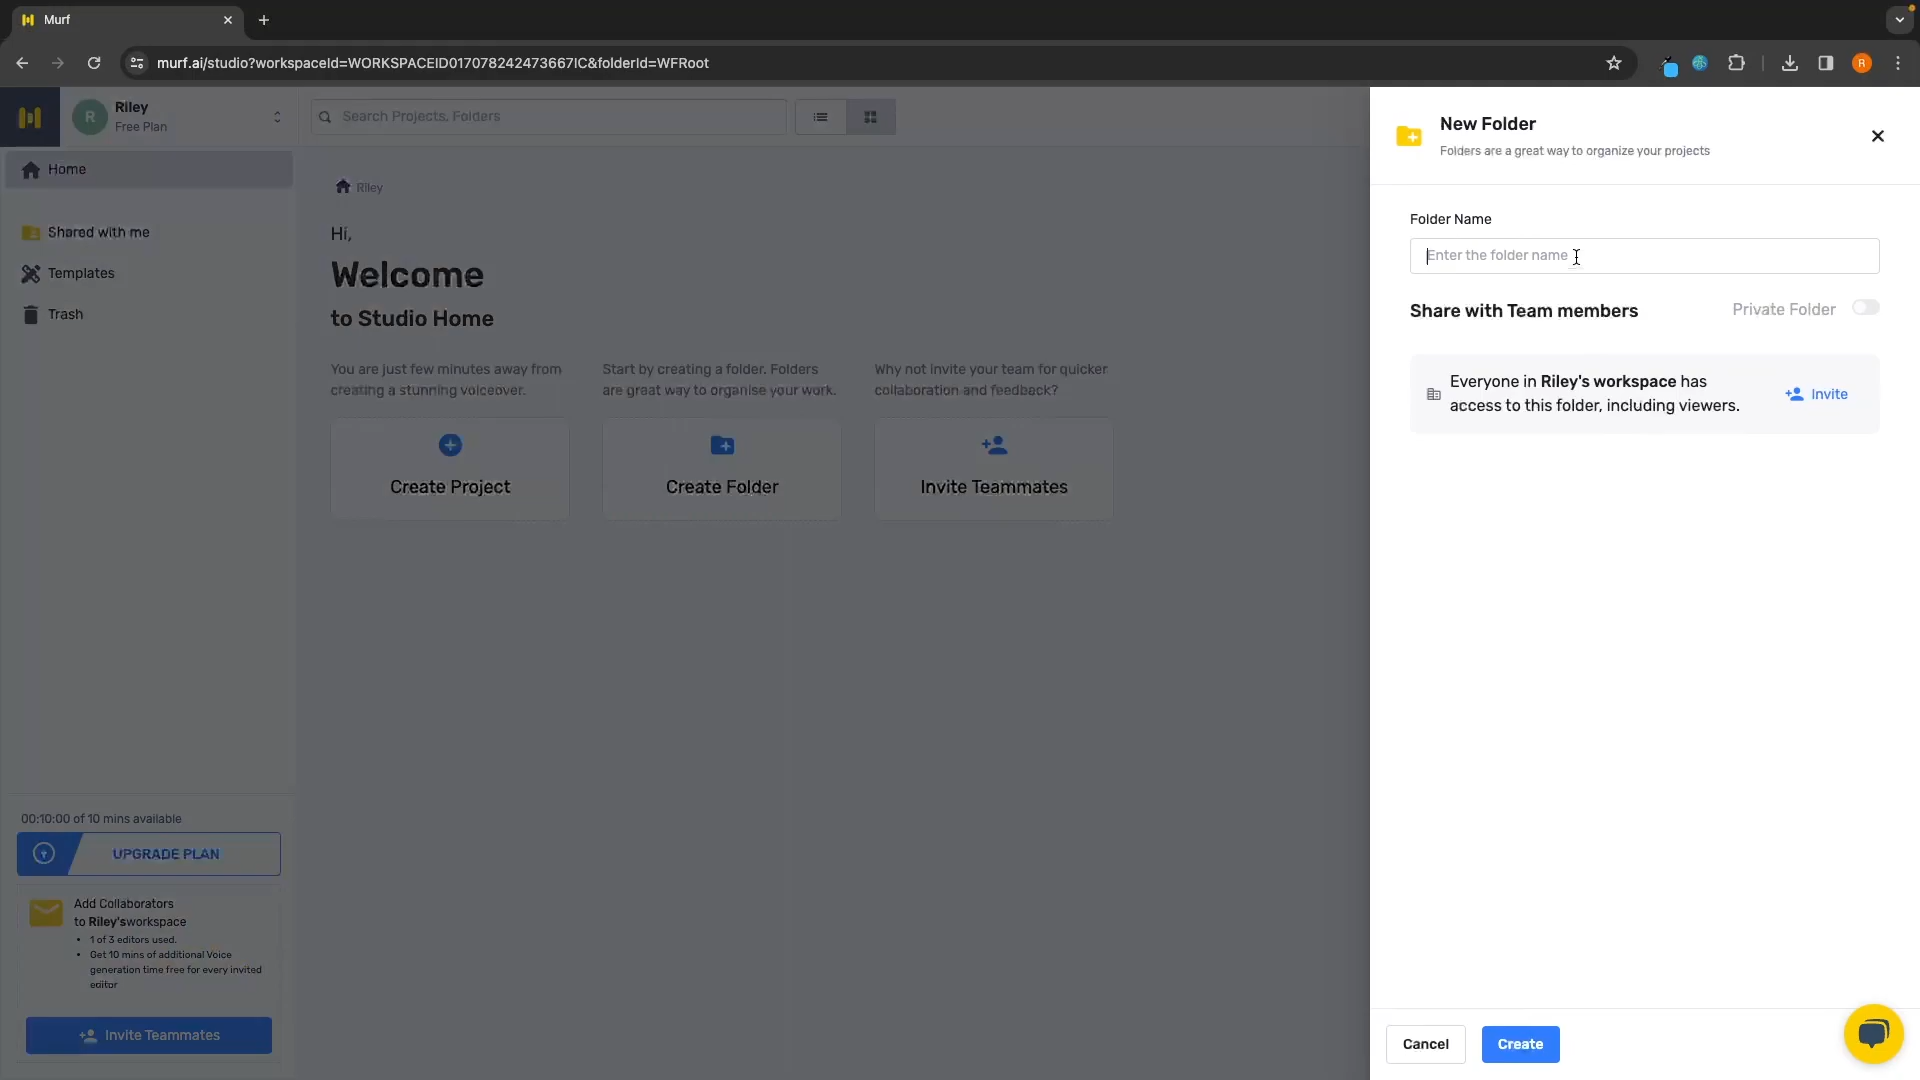 Murf
murf.ai/studio?workspaceId=WORKSPACEID017078242473667IC&folderId=WFRoot
R
R
Riley
Free Plan
Search Projects, Folders
Home
Shared with me
Templates
Trash
Riley
Hi,
Welcome
to Studio Home
You are just few minutes away from
creating a stunning voiceover.
Start by creating a folder. Folders
are great way to organise your work.
Why not invite your team for quicker
collaboration and feedback?
Create Project
Create Folder
Invite Teammates
00:10:00 of 10 mins available
UPGRADE PLAN
Add Collaborators
to Riley'sworkspace
• 1 of 3 editors used.
• Get 10 mins of additional Voice
generation time free for every invited
editor
Invite Teammates
New Folder
Folders are a great way to organize your projects
Folder Name
Enter the folder name
Share with Team members
Private Folder
Everyone in Riley's workspace has
access to this folder, including viewers.
Invite
Cancel
Create